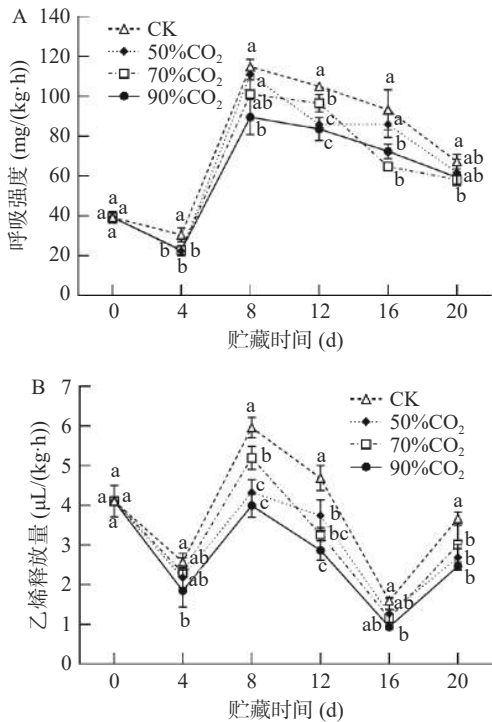 A
CK
50%CO₂
70%CO₂
90%CO₂
呼吸强度 (mg/(kg·h))
140
120
100
80
60
40
20
0
a
a
a
a
a
a
a
a
a
b
b
ab
b
c
a
b
b
c
b
b
a
ab
ab
b
0
4
8
12
16
20
贮藏时间 (d)
B
CK
50%CO₂
70%CO₂
90%CO₂
乙烯释放量 (μL/(kg·h))
7
6
5
4
3
2
1
0
a
a
a
a
a
ab
ab
b
a
b
c
c
a
b
bc
c
a
ab
ab
b
a
ab
b
b
0
4
8
12
16
20
贮藏时间 (d)